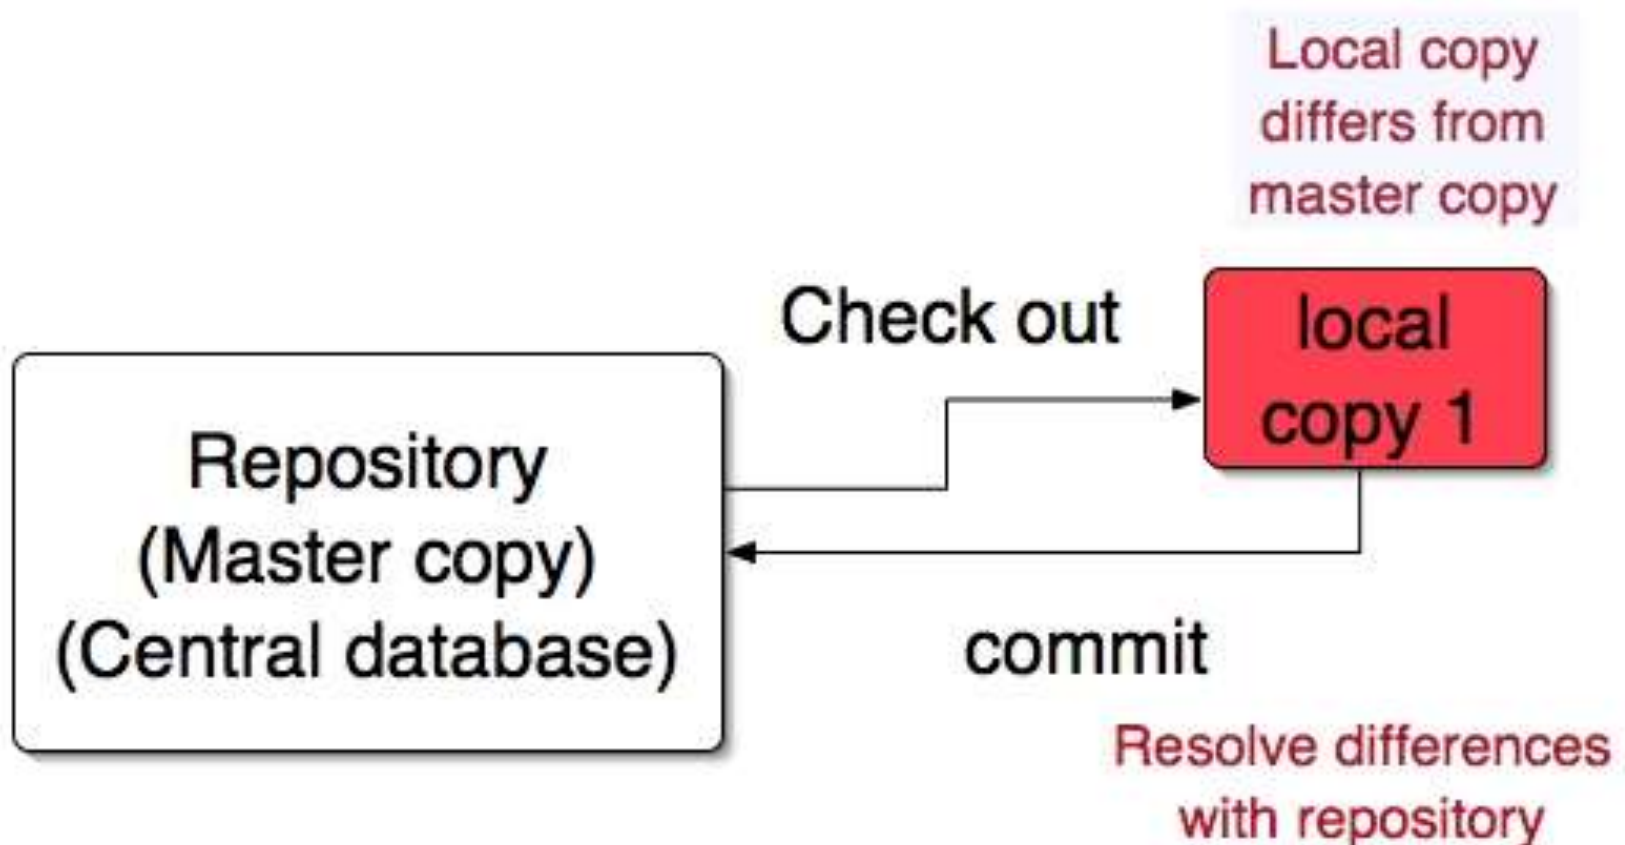 Local copy
differs from
master copy
Check out
local
copy 1
Repository
(Master copy)
(Central database)
commit
Resolve differences
with repository